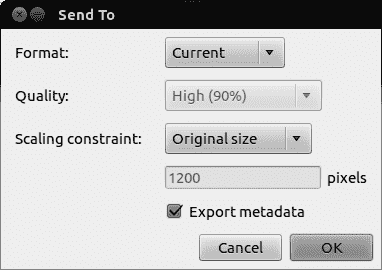 Send To
Format: Current
Quality: High (90%)
Scaling constraint: Original size
1200 pixels
Export metadata
Cancel OK